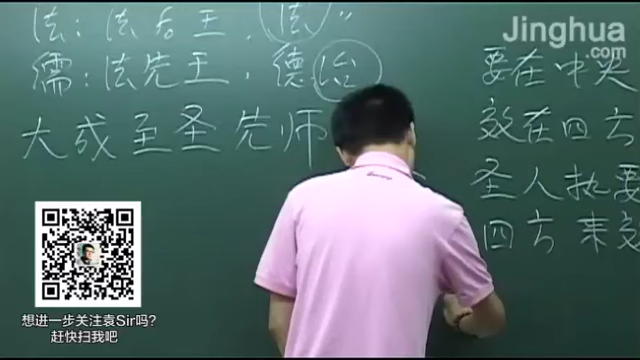 Jinghua
.com
法：法后王，法"
儒：法先王，德治
大成至圣先师
要在中央
效在四方
圣人执要
四方来效
想进一步关注袁Sir吗?
赶快扫我吧